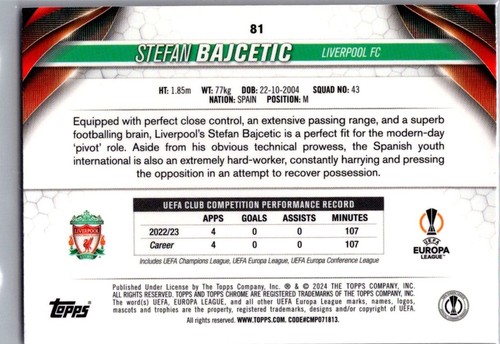 81
STEFAN BAJCETIC
LIVERPOOL FC
HT: 1.85m WT: 77kg DOB: 22-10-2004 SQUAD NO: 43
NATION: SPAIN POSITION: M
Equipped with perfect close control, an extensive passing range, and a superb
footballing brain, Liverpool's Stefan Bajcetic is a perfect fit for the modern-day
'pivot' role. Aside from his obvious technical prowess, the Spanish youth
international is also an extremely hard-worker, constantly harrying and pressing
the opposition in an attempt to recover possession.
UEFA CLUB COMPETITION PERFORMANCE RECORD
APPS GOALS ASSISTS MINUTES
2022/23 4 0 0 107
Career 4 0 0 107
Includes UEFA Champions League, UEFA Europa League, UEFA Europa Conference League
LIVERPOOL
UEFA
EUROPA
LEAGUE
topps
Published Under License by The Topps Company, Inc. ® & © 2024 THE TOPPS COMPANY, INC.
ALL RIGHTS RESERVED. TOPPS AND TOPPS CHROME ARE REGISTERED TRADEMARKS OF THE TOPPS COMPANY, INC.
The word(s) UEFA, EUROPA LEAGUE, and all other UEFA Europa League marks, names, logos,
mascots and trophies are the property, registered trademarks, designs and/or copyright of UEFA.
All rights reserved. WWW.TOPPS.COM. CODE#CMP071813.